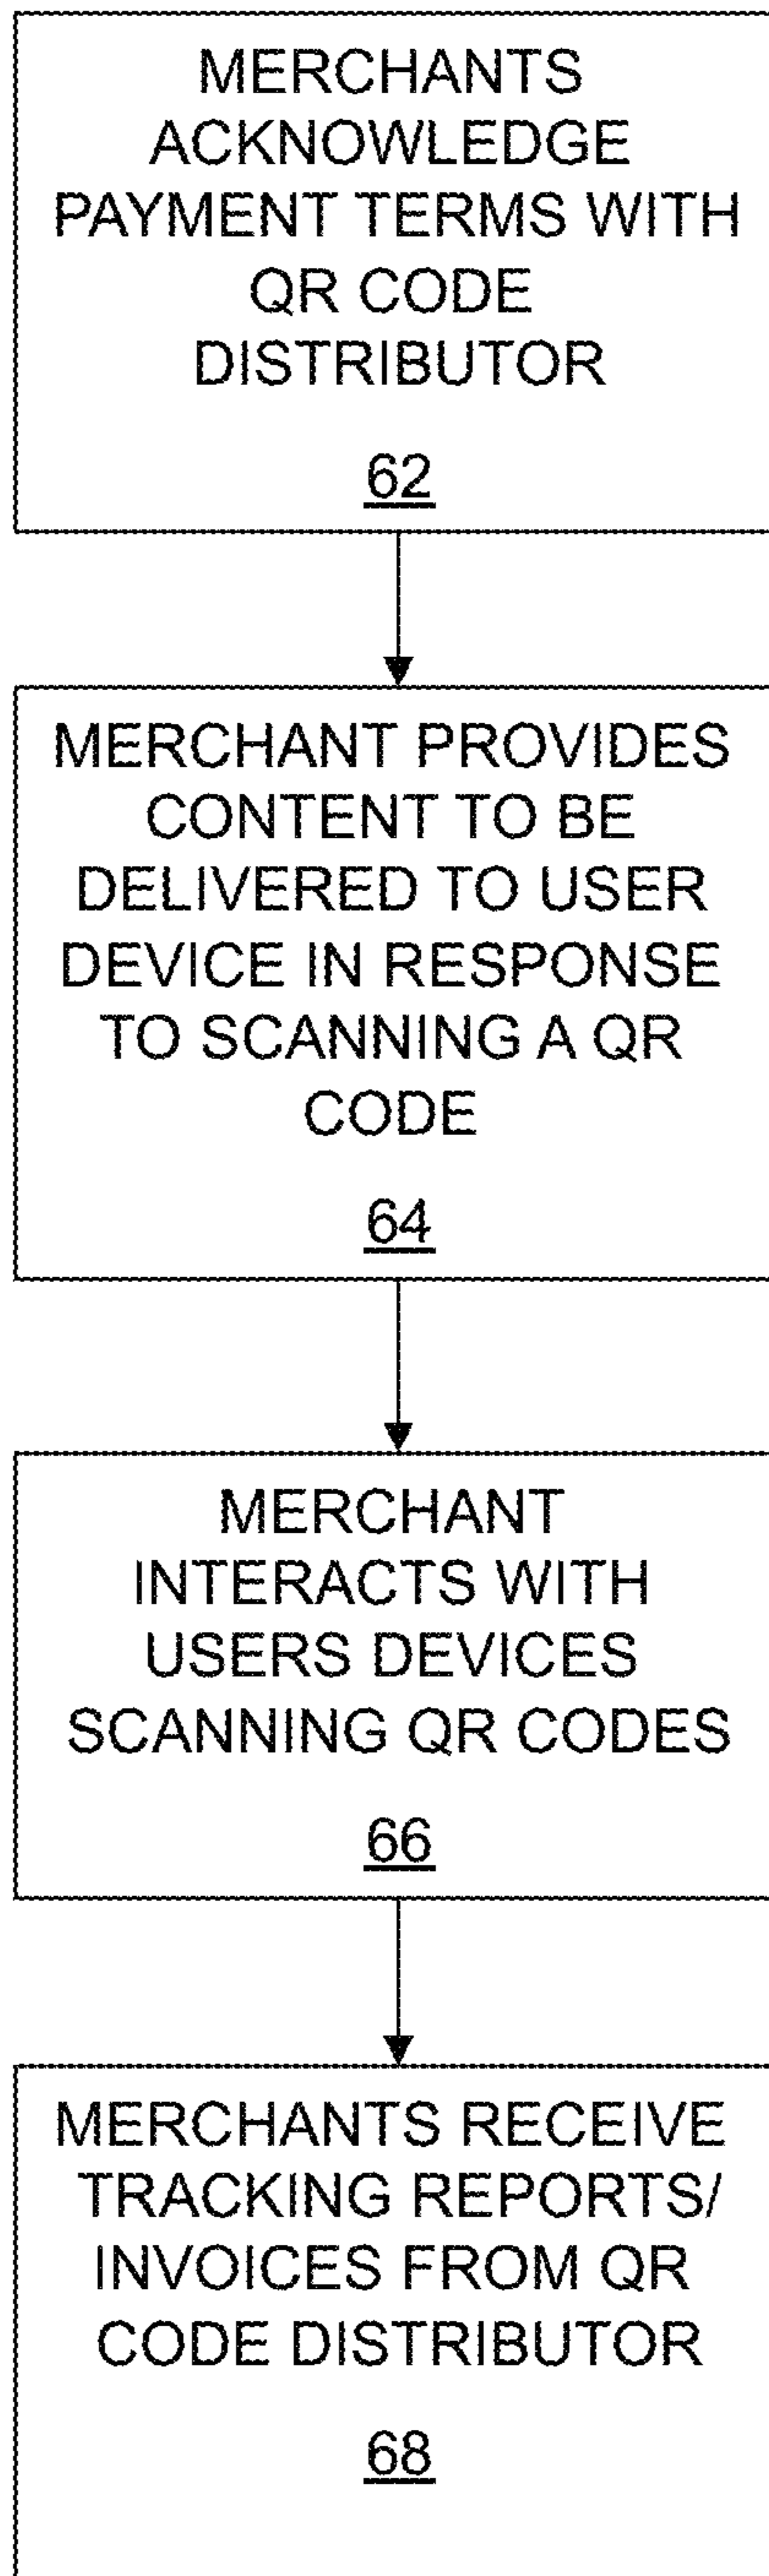 MERCHANTS
ACKNOWLEDGE
PAYMENT TERMS WITH
QR CODE
DISTRIBUTOR
62
MERCHANT PROVIDES
CONTENT TO BE
DELIVERED TO USER
DEVICE IN RESPONSE
TO SCANNING A QR
CODE
64
MERCHANT
INTERACTS WITH
USERS DEVICES
SCANNING QR CODES
66
MERCHANTS RECEIVE
TRACKING REPORTS/
INVOICES FROM QR
CODE DISTRIBUTOR
68